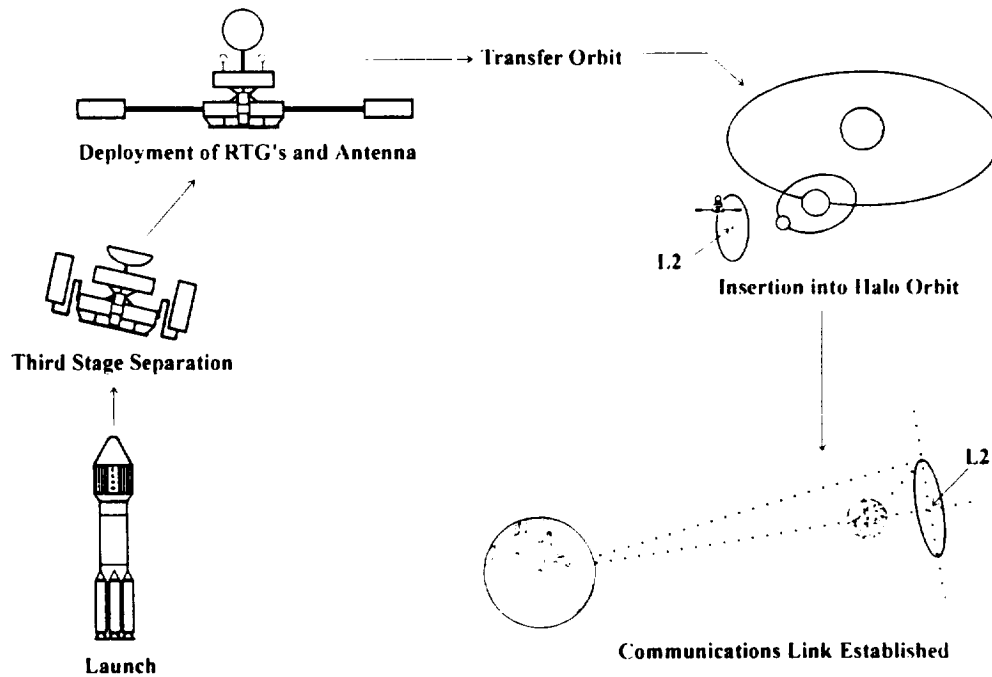 Transfer Orbit
Deployment of RTG's and Antenna
L2
Insertion into Halo Orbit
Third Stage Separation
L2
Communications Link Established
Launch